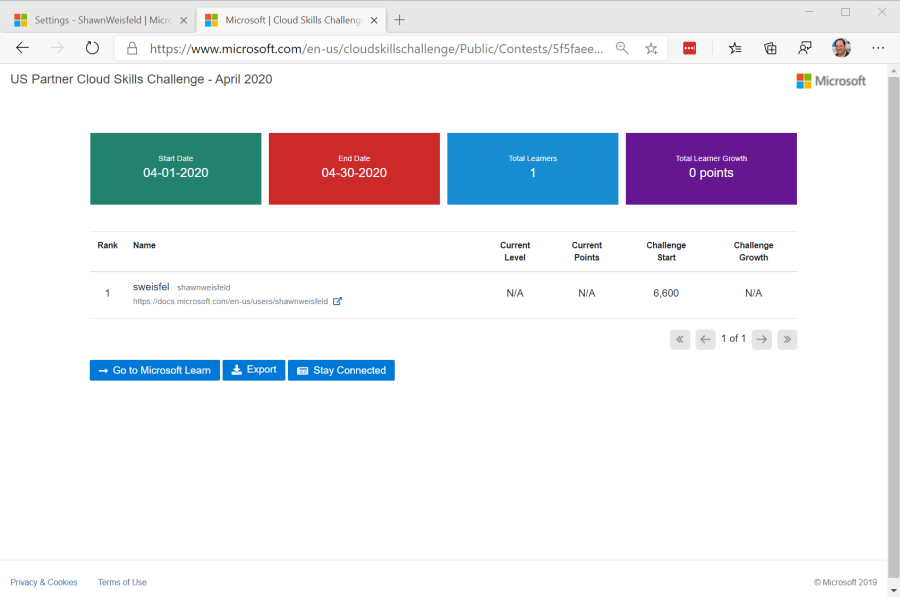 Settings - ShawnWeisfeld | Micro
Microsoft | Cloud Skills Challeng
https://www.microsoft.com/en-us/cloudskillschallenge/Public/Contests/5f5faee...
US Partner Cloud Skills Challenge - April 2020
Microsoft
Start Date
04-01-2020
End Date
04-30-2020
Total Learners
1
Total Learner Growth
0 points
Rank Name Current Level Current Points Challenge Start Challenge Growth
1 sweisfel shawnweisfeld N/A N/A 6,600 N/A
https://docs.microsoft.com/en-us/users/shawnweisfeld
« ← 1 of 1 → »
→ Go to Microsoft Learn Export Stay Connected
Privacy & Cookies Terms of Use © Microsoft 2019